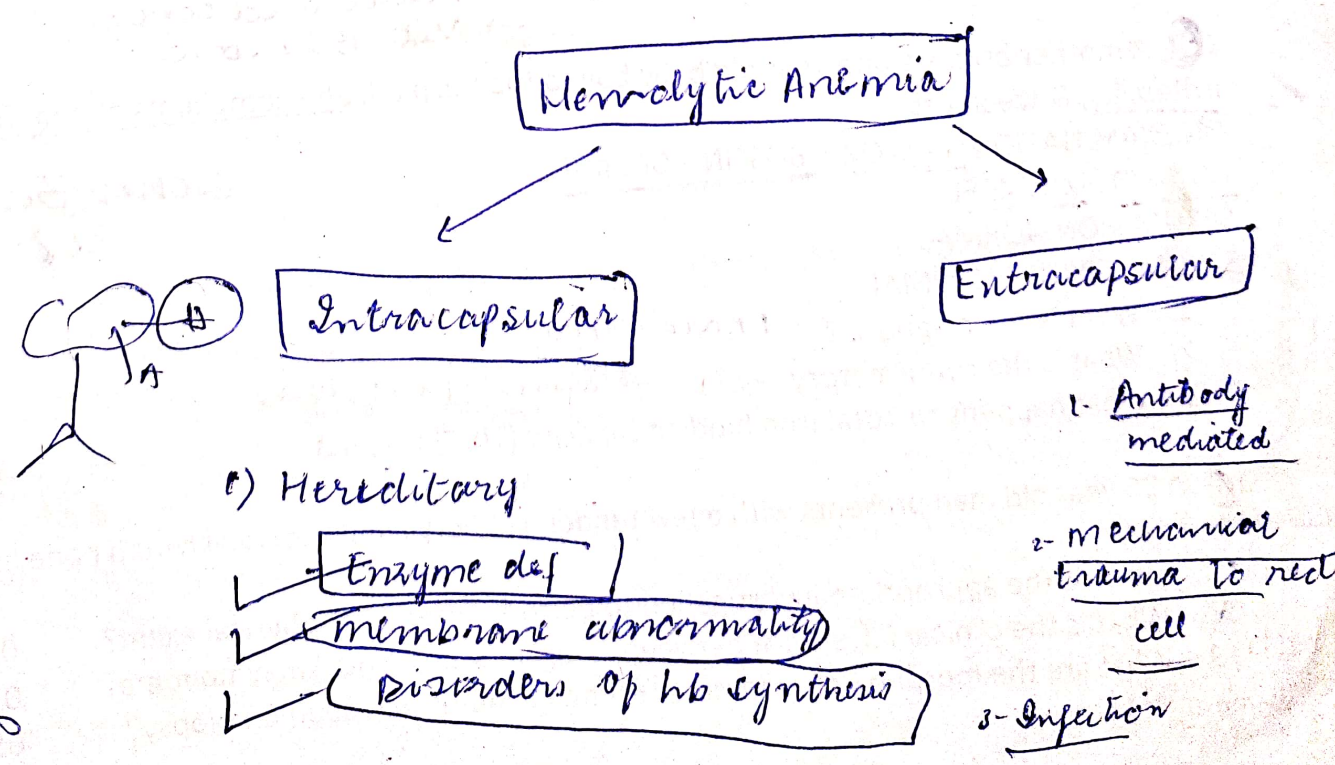 Hemolytic Anemia
Intracapsular
Extracapsular
A
1) Hereditary
Enzyme def
membrane abnormality
Disorders of hb synthesis
1- Antibody
mediated
2- Mechanical
trauma to red
cell
3- Infection